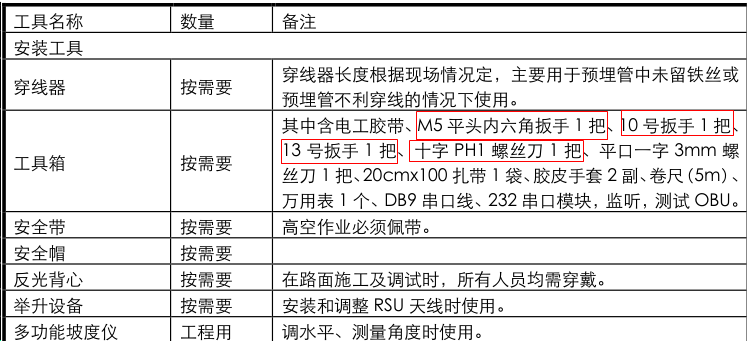 工具名称 数量 备注
安装工具
穿线器 按需要 穿线器长度根据现场情况定，主要用于预埋管中未留铁丝或
预埋管不利穿线的情况下使用。
工具箱 按需要 其中含电工胶带、M5 平头内六角扳手 1 把、10 号扳手 1 把、
13 号扳手 1 把、十字 PH1 螺丝刀 1 把、平口一字 3mm 螺
丝刀 1 把、20cmx100 扎带 1 袋、胶皮手套 2 副、卷尺（5m）、
万用表 1 个、DB9 串口线、232 串口模块，监听，测试 OBU。
安全带 按需要 高空作业必须佩带。
安全帽 按需要
反光背心 按需要 在路面施工及调试时，所有人员均需穿戴。
举升设备 按需要 安装和调整 RSU 天线时使用。
多功能坡度仪 工程用 调水平、测量角度时使用。